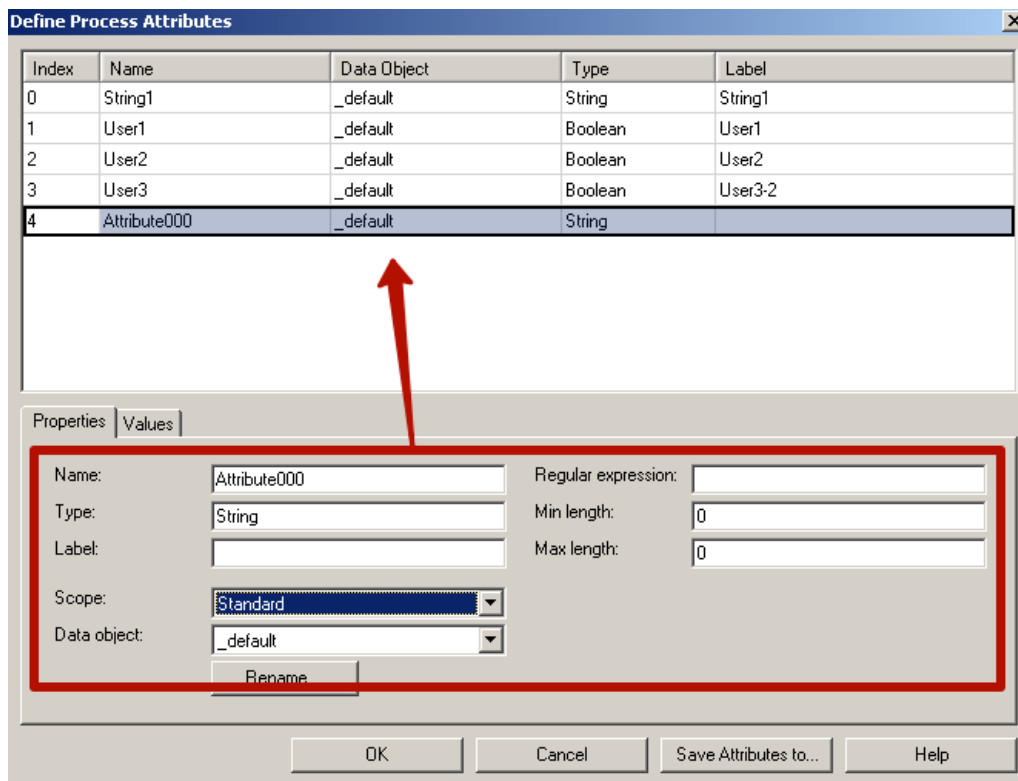 Define Process Attributes
Index Name Data Object Type Label
0 String1 _default String String1
1 User1 _default Boolean User1
2 User2 _default Boolean User2
3 User3 _default Boolean User3-2
4 Attribute000 _default String
Properties Values
Name: Attribute000 Regular expression:
Type: String Min length: 0
Label: Max length: 0
Scope: Standard
Data object: _default
Rename
OK Cancel Save Attributes to... Help